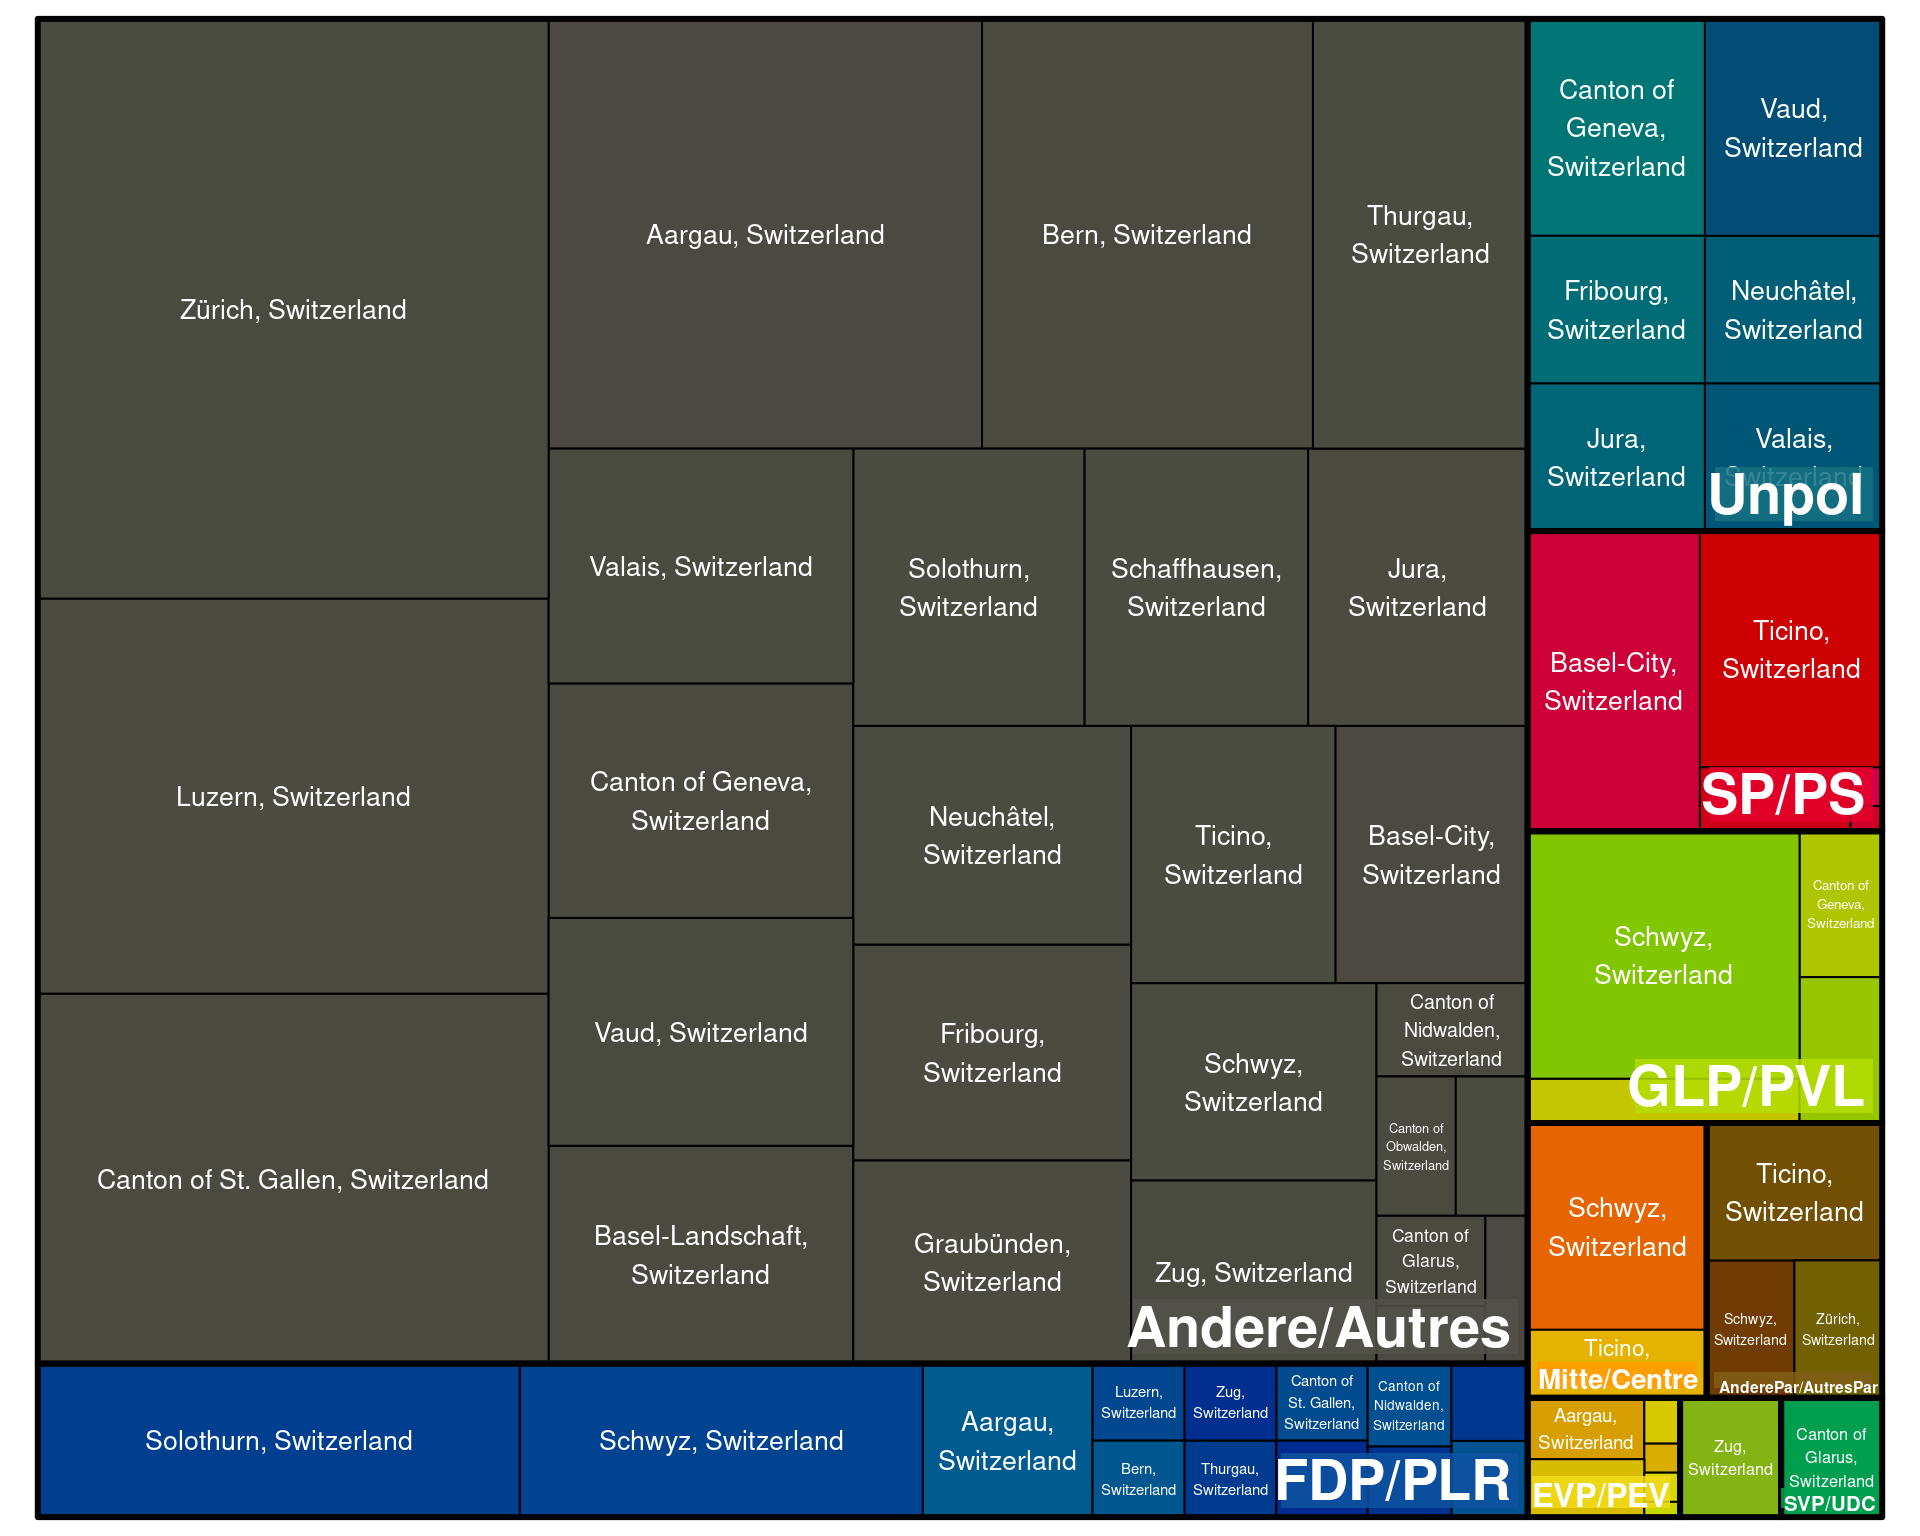 Zürich, Switzerland
Luzern, Switzerland
Canton of St. Gallen, Switzerland
Aargau, Switzerland
Bern, Switzerland
Thurgau,
Switzerland
Valais, Switzerland
Canton of Geneva,
Switzerland
Vaud, Switzerland
Basel-Landschaft,
Switzerland
Solothurn,
Switzerland
Schaffhausen,
Switzerland
Jura,
Switzerland
Neuchâtel,
Switzerland
Fribourg,
Switzerland
Graubünden,
Switzerland
Ticino,
Switzerland
Basel-City,
Switzerland
Schwyz,
Switzerland
Zug, Switzerland
Canton of
Nidwalden,
Switzerland
Canton of
Obwalden,
Switzerland
Canton of
Glarus,
Switzerland
Andere/Autres
Solothurn, Switzerland
Schwyz, Switzerland
Aargau,
Switzerland
Luzern,
Switzerland
Bern,
Switzerland
Zug,
Switzerland
Thurgau,
Switzerland
Canton of
St. Gallen,
Switzerland
Canton of
Nidwalden,
Switzerland
FDP/PLR
Canton of
Geneva,
Switzerland
Vaud,
Switzerland
Fribourg,
Switzerland
Neuchâtel,
Switzerland
Jura,
Switzerland
Valais,
Switzerland
Unpol
Basel-City,
Switzerland
Ticino,
Switzerland
SP/PS
Schwyz,
Switzerland
Canton of
Geneva,
Switzerland
GLP/PVL
Schwyz,
Switzerland
Ticino,
Mitte/Centre
Ticino,
Switzerland
Schwyz,
Switzerland
Zürich,
Switzerland
AnderePar/AutresPar
Aargau,
Switzerland
EVP/PEV
Zug,
Switzerland
Canton of
Glarus,
Switzerland
SVP/UDC